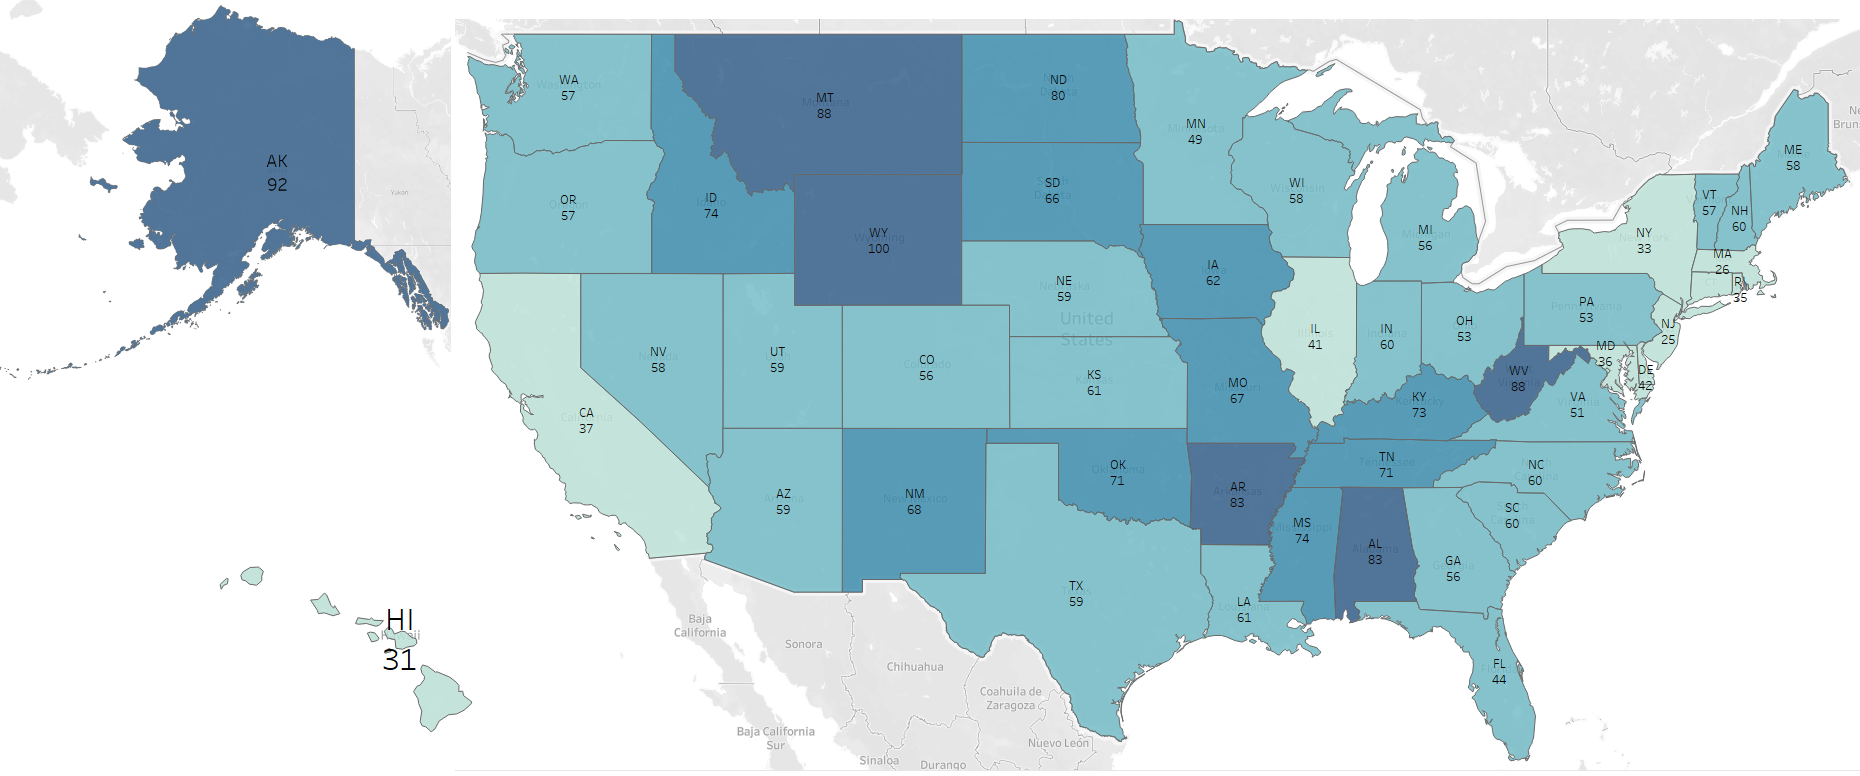 AK
92
Yukon
HI
31
WA
57
OR
57
CA
37
ID
74
NV
58
MT
88
WY
100
UT
59
AZ
59
CO
56
NM
68
ND
80
SD
66
NE
59
United
States
KS
61
OK
71
TX
59
MN
49
IA
62
MO
67
AR
83
LA
61
WI
58
IL
41
MI
56
IN
60
OH
53
KY
73
TN
71
MS
74
AL
83
GA
56
FL
44
SC
60
NC
60
VA
51
WV
88
PA
53
NY
33
VT
57
NH
60
ME
58
MA
26
CT
RI
35
NJ
25
MD
36
DE
42
Baja
California
Sonora
Chihuahua
Coahuila de
Zaragoza
Baja California
Sur
Sinaloa
Durango
Nuevo León